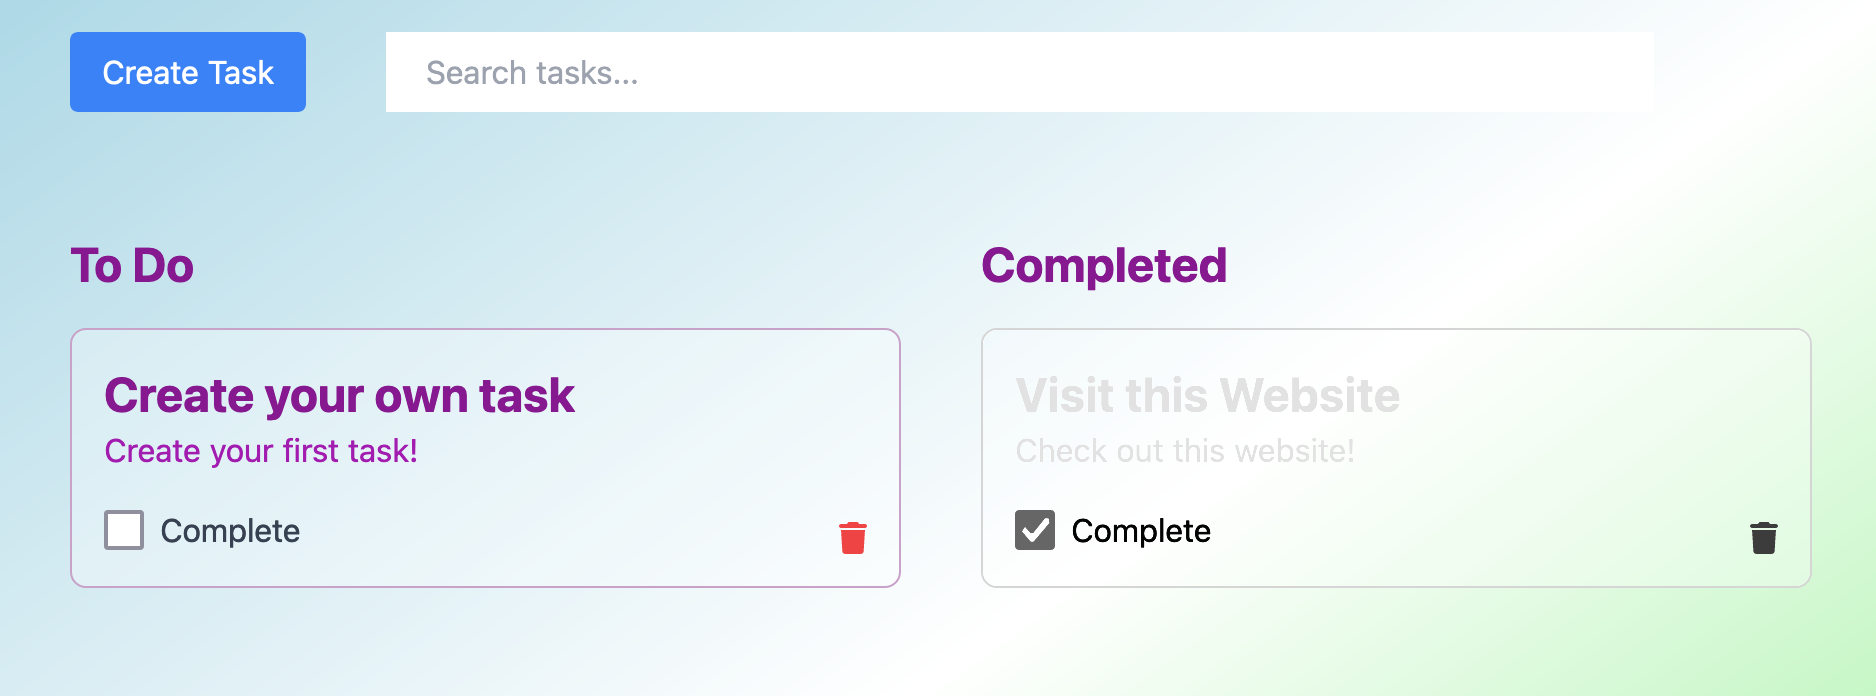 Create Task
Search tasks...
To Do
Create your own task
Create your first task!
Complete
Completed
Visit this Website
Check out this website!
Complete